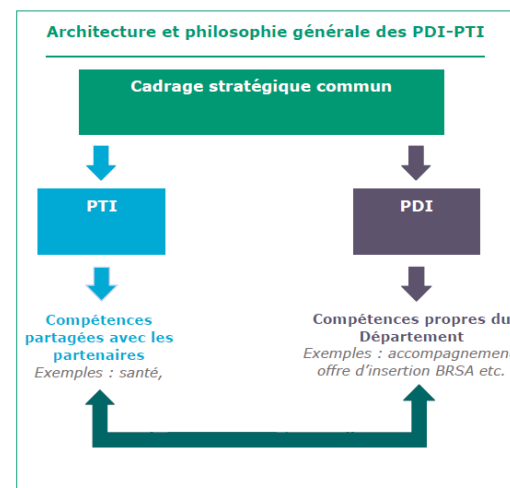 Architecture et philosophie générale des PDI-PTI
Cadrage stratégique commun
PTI
PDI
Compétences
partagées avec les
partenaires
Exemples : santé,
Compétences propres du
Département
Exemples : accompagnement
offre d'insertion BRSA etc.